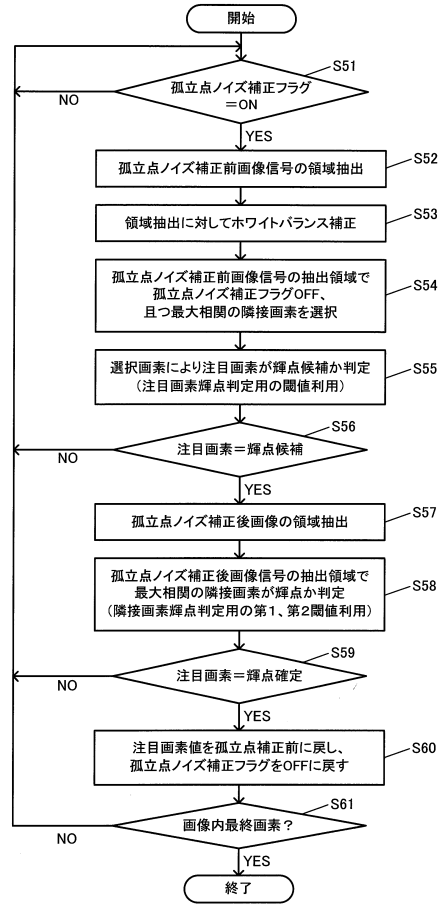 開始
S51
孤立点ノイズ補正フラグ
＝ON
NO
YES
S52
孤立点ノイズ補正前画像信号の領域抽出
S53
領域抽出に対してホワイトバランス補正
S54
孤立点ノイズ補正前画像信号の抽出領域で
孤立点ノイズ補正フラグOFF、
且つ最大相関の隣接画素を選択
S55
選択画素により注目画素が輝点候補か判定
（注目画素輝点判定用の閾値利用）
S56
注目画素＝輝点候補
NO
YES
S57
孤立点ノイズ補正後画像の領域抽出
S58
孤立点ノイズ補正後画像信号の抽出領域で
最大相関の隣接画素が輝点か判定
（隣接画素輝点判定用の第１、第２閾値利用）
S59
注目画素＝輝点確定
NO
YES
S60
注目画素値を孤立点補正前に戻し、
孤立点ノイズ補正フラグをOFFに戻す
S61
画像内最終画素？
NO
YES
終了